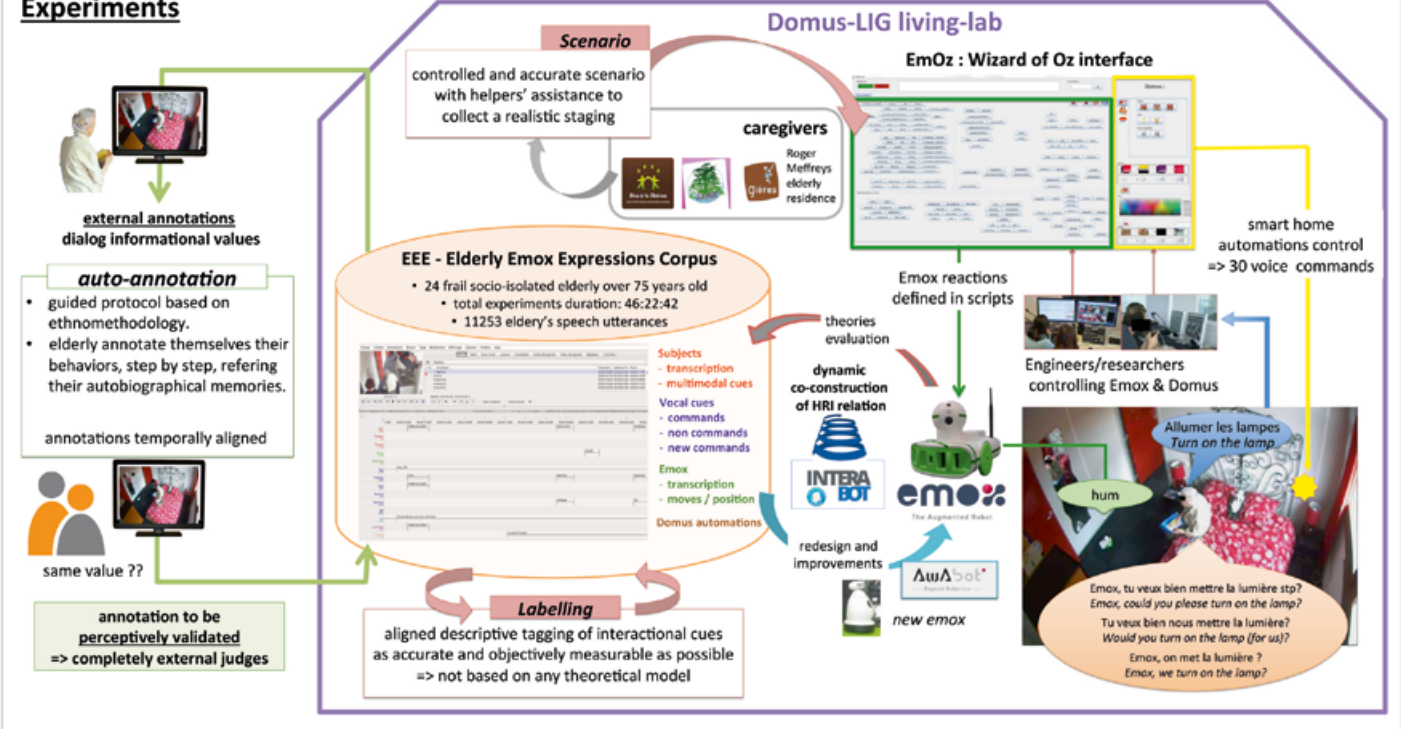 Experiments
Domus-LIG living-lab
Scenario
controlled and accurate scenario
with helpers' assistance to
collect a realistic staging
caregivers
Roger
Meffreys
elderly
residence
gières
EmOz : Wizard of Oz interface
Domus
smart home
automations control
=> 30 voice commands
external annotations
dialog informational values
auto-annotation
• guided protocol based on
ethnomethodology.
• elderly annotate themselves their
behaviors, step by step, refering
their autobiographical memories.
annotations temporally aligned
same value ??
annotation to be
perceptively validated
=> completely external judges
EEE - Elderly Emox Expressions Corpus
• 24 frail socio-isolated elderly over 75 years old
• total experiments duration: 46:22:42
• 11253 eldery's speech utterances
Subjects
- transcription
- multimodal cues
Vocal cues
- commands
- non commands
- new commands
Emox
- transcription
- moves / position
Domus automations
Labelling
aligned descriptive tagging of interactional cues
as accurate and objectively measurable as possible
=> not based on any theoretical model
theories
evaluation
dynamic
co-construction
of HRI relation
INTERA
BOT
redesign and
improvements
new emox
Emox reactions
defined in scripts
emox
The Augmented Robot
AwAbot
Engineers/researchers
controlling Emox & Domus
Allumer les lampes
Turn on the lamp
hum
Emox, tu veux bien mettre la lumière stp?
Emox, could you please turn on the lamp?
Tu veux bien nous mettre la lumière?
Would you turn on the lamp (for us)?
Emox, on met la lumière ?
Emox, we turn on the lamp?